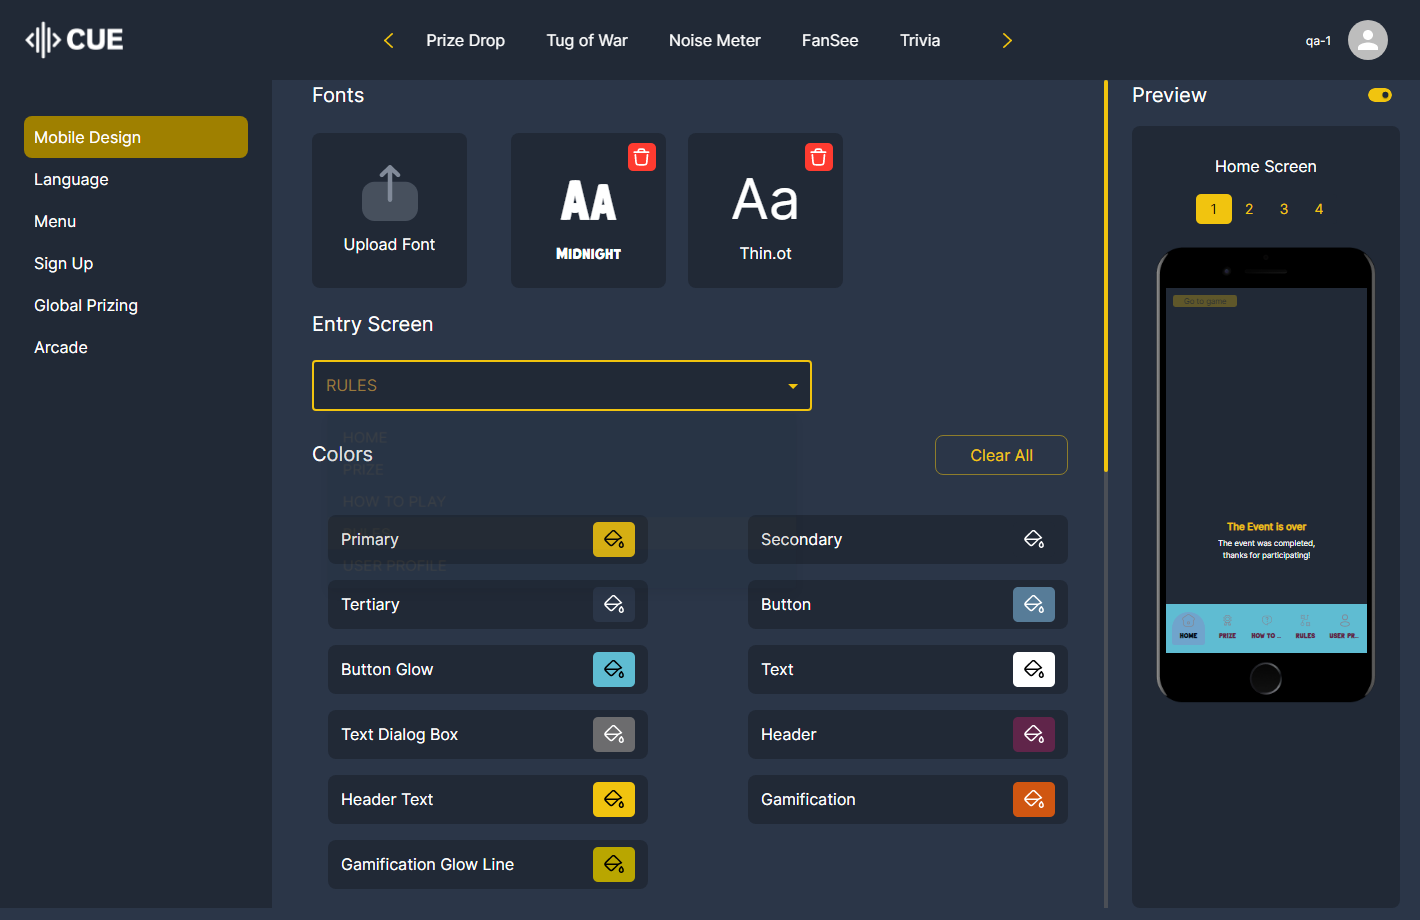 CUE
Prize Drop
Tug of War
Noise Meter
FanSee
Trivia
qa-1
Mobile Design
Language
Menu
Sign Up
Global Prizing
Arcade
Fonts
Upload Font
AA
MIDNIGHT
Aa
Thin.ot
Entry Screen
RULES
HOME
Colors
PRIZE
Clear All
HOW TO PLAY
RULES
Primary
Secondary
USER PROFILE
Tertiary
Button
Button Glow
Text
Text Dialog Box
Header
Header Text
Gamification
Gamification Glow Line
Preview
Home Screen
1 2 3 4
Go to game
The Event is over
The event was completed,
thanks for participating!
HOME
PRIZE
HOW TO ...
RULES
USER PR...